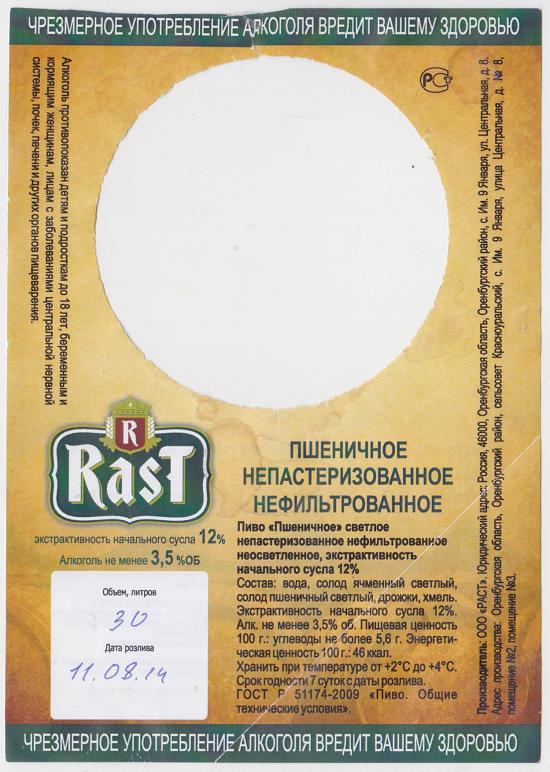 ЧРЕЗМЕРНОЕ УПОТРЕБЛЕНИЕ АЛКОГОЛЯ ВРЕДИТ ВАШЕМУ ЗДОРОВЬЮ
Алкоголь противопоказан детям и подросткам до 18 лет, беременным и
кормящим женщинам, лицам с заболеваниями центральной нервной
системы, почек, печени и других органов пищеварения.
РСТ
R
RasT
экстрактивность начального сусла 12%
Алкоголь не менее 3,5 %ОБ
Объем, литров
30
Дата розлива
11.08.14
ПШЕНИЧНОЕ
НЕПАСТЕРИЗОВАННОЕ
НЕФИЛЬТРОВАННОЕ
Пиво «Пшеничное» светлое
непастеризованное нефильтрованное
неосветленное, экстрактивность
начального сусла 12%
Состав: вода, солод ячменный светлый,
солод пшеничный светлый, дрожжи, хмель.
Экстрактивность начального сусла 12%.
Алк. не менее 3,5% об. Пищевая ценность
100 г.: углеводы не более 5,6 г. Энергети-
ческая ценность 100 г.: 46 ккал.
Хранить при температуре от +2°С до +4°С.
Срок годности 7 суток с даты розлива.
ГОСТ Р 51174-2009 «Пиво. Общие
технические условия».
Производитель: ООО «РАСТ». Юридический адрес: Россия, 46000, Оренбургская область, Оренбургский район, с. Им. 9 Января, ул. Центральная, д. 8.
Адрес производства: Оренбургская область, Оренбургский район, сельсовет Красноуральский, с. Им. 9 Января, улица Центральная, д. № 8,
помещение №2, помещение №3.
ЧРЕЗМЕРНОЕ УПОТРЕБЛЕНИЕ АЛКОГОЛЯ ВРЕДИТ ВАШЕМУ ЗДОРОВЬЮ